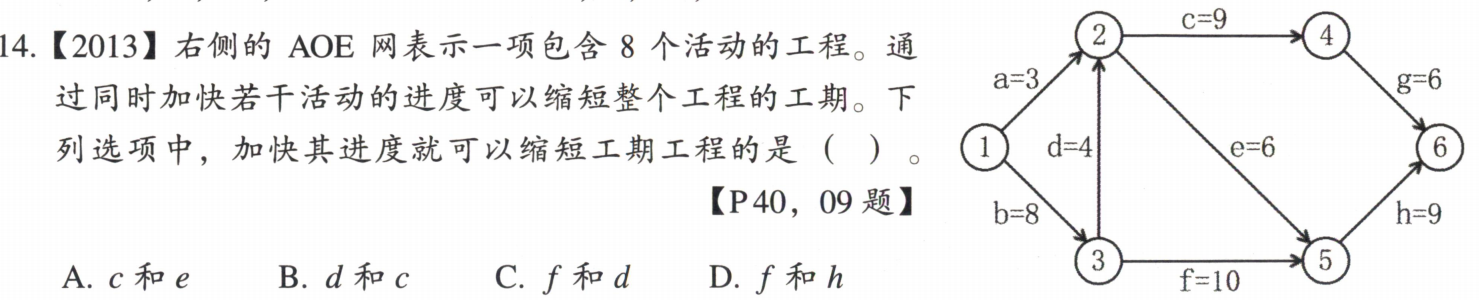 14.【2013】右侧的 AOE 网表示一项包含 8 个活动的工程。通
过同时加快若干活动的进度可以缩短整个工程的工期。下
列选项中，加快其进度就可以缩短工期工程的是（ ）。
【P40，09 题】
A. c 和 e B. d 和 c C. f 和 d D. f 和 h
2 c=9 4
a=3 g=6
1 d=4 e=6 6
b=8 h=9
3 f=10 5